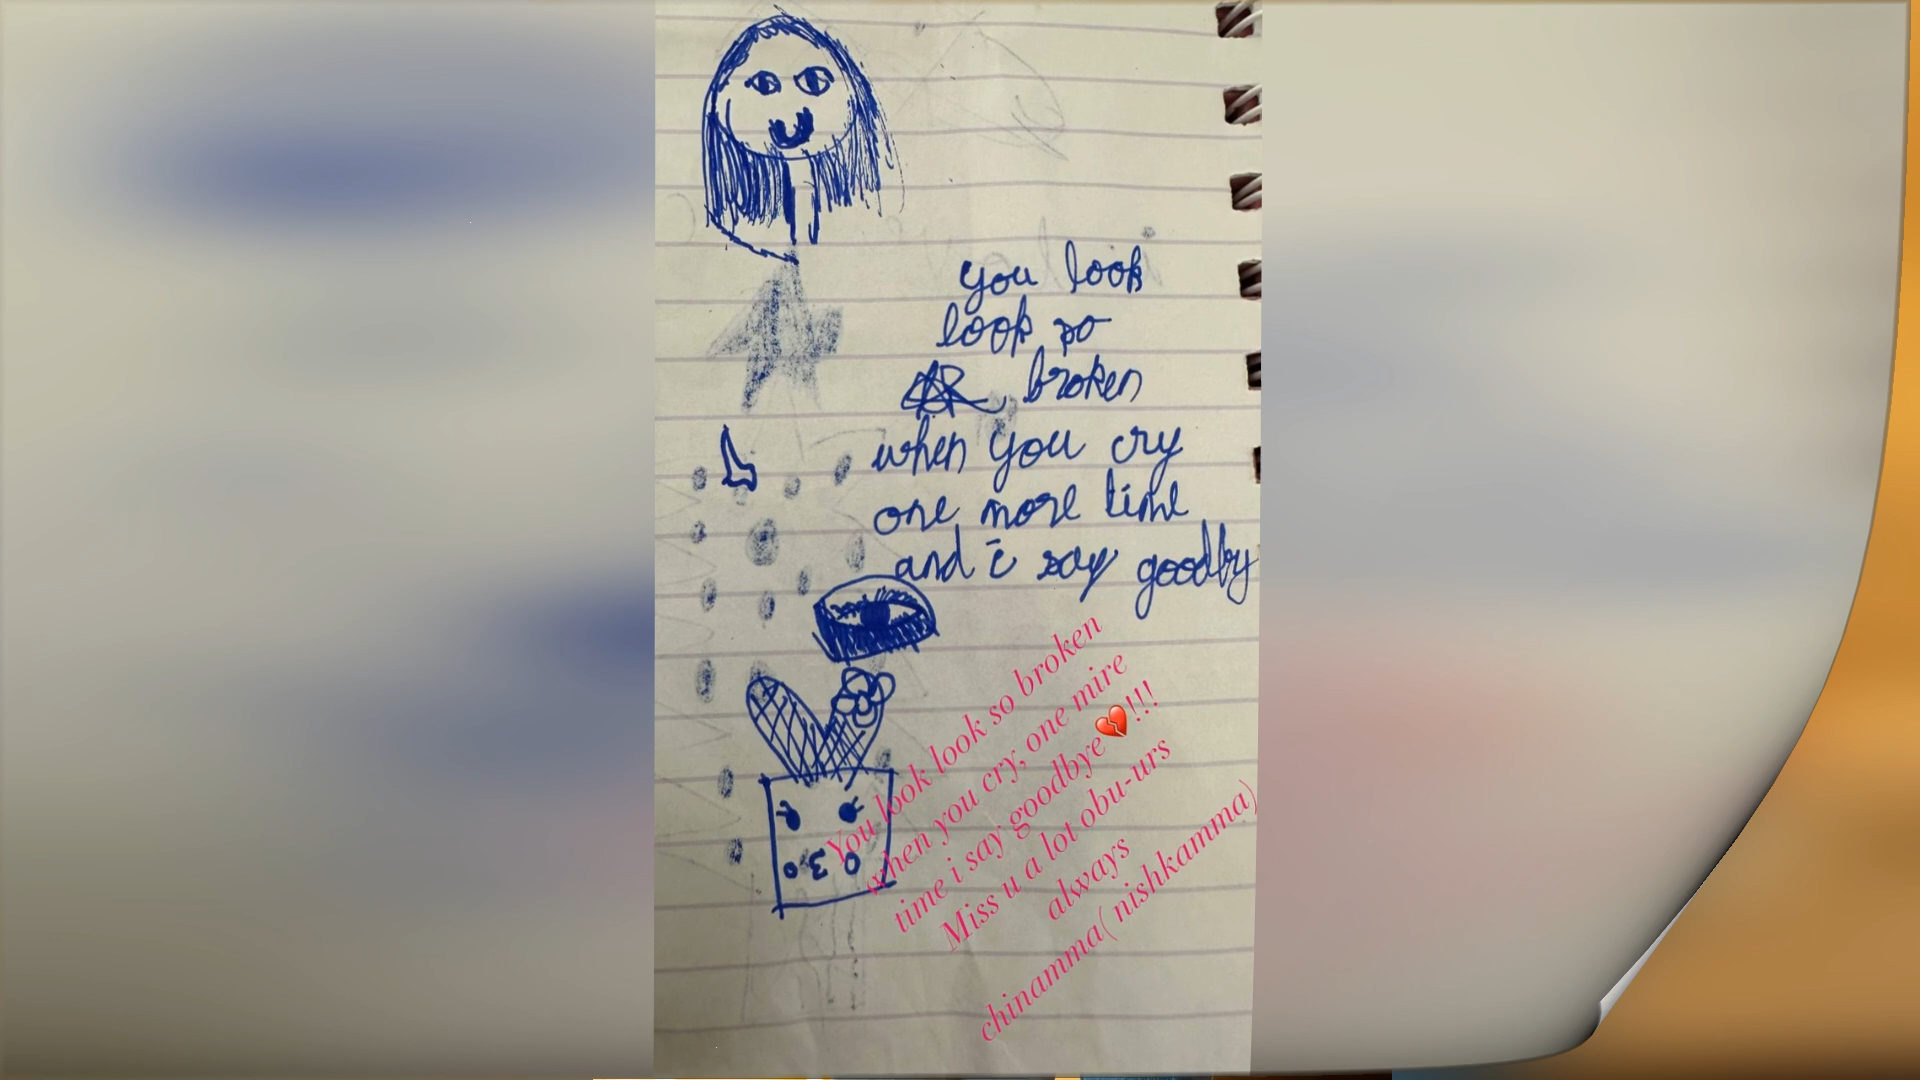 you look
look so
broken
when you cry
one more time
and i say goodby
You look look so broken
when you cry, one mire
time i say goodbye💔!!!
Miss u a lot obu-urs
always
chinamma( nishkamma)